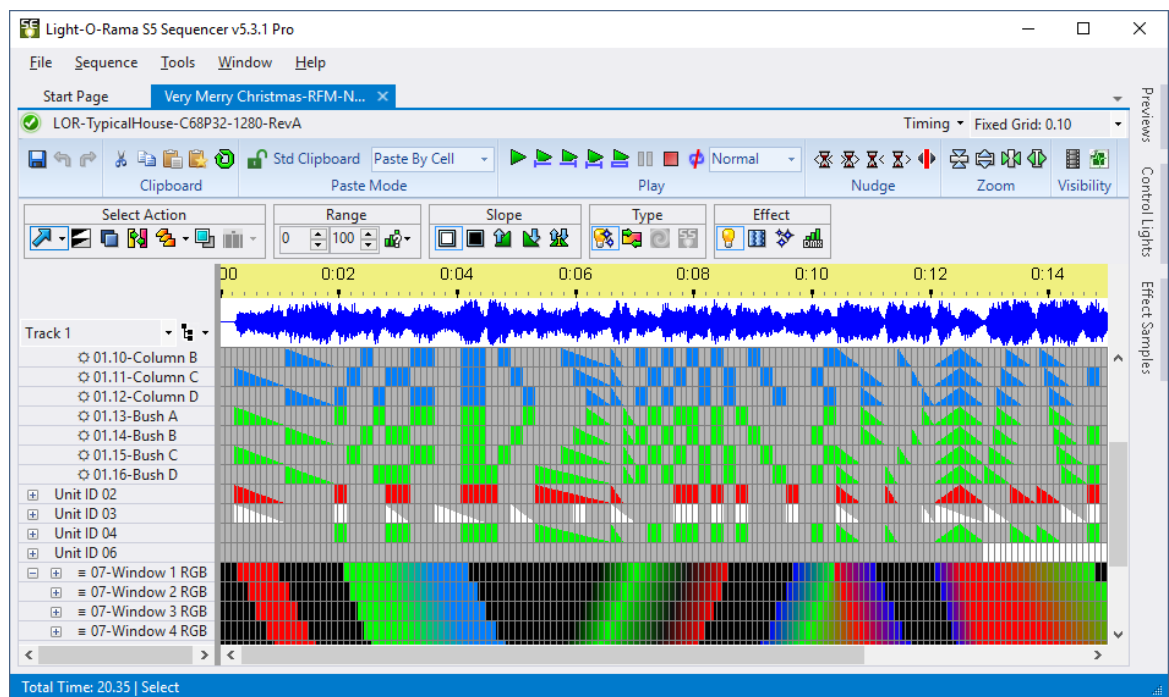 Light-O-Rama S5 Sequencer v5.3.1 Pro
File Sequence Tools Window Help
Start Page Very Merry Christmas-RFM-N...
LOR-TypicalHouse-C68P32-1280-RevA Timing Fixed Grid: 0.10
Std Clipboard Paste By Cell Normal
Clipboard Paste Mode Play Nudge Zoom Visibility
Select Action Range Slope Type Effect
0 100
00 0:02 0:04 0:06 0:08 0:10 0:12 0:14
Track 1
01.10-Column B
01.11-Column C
01.12-Column D
01.13-Bush A
01.14-Bush B
01.15-Bush C
01.16-Bush D
Unit ID 02
Unit ID 03
Unit ID 04
Unit ID 06
07-Window 1 RGB
07-Window 2 RGB
07-Window 3 RGB
07-Window 4 RGB
Total Time: 20.35 | Select
Previews
Control Lights
Effect Samples